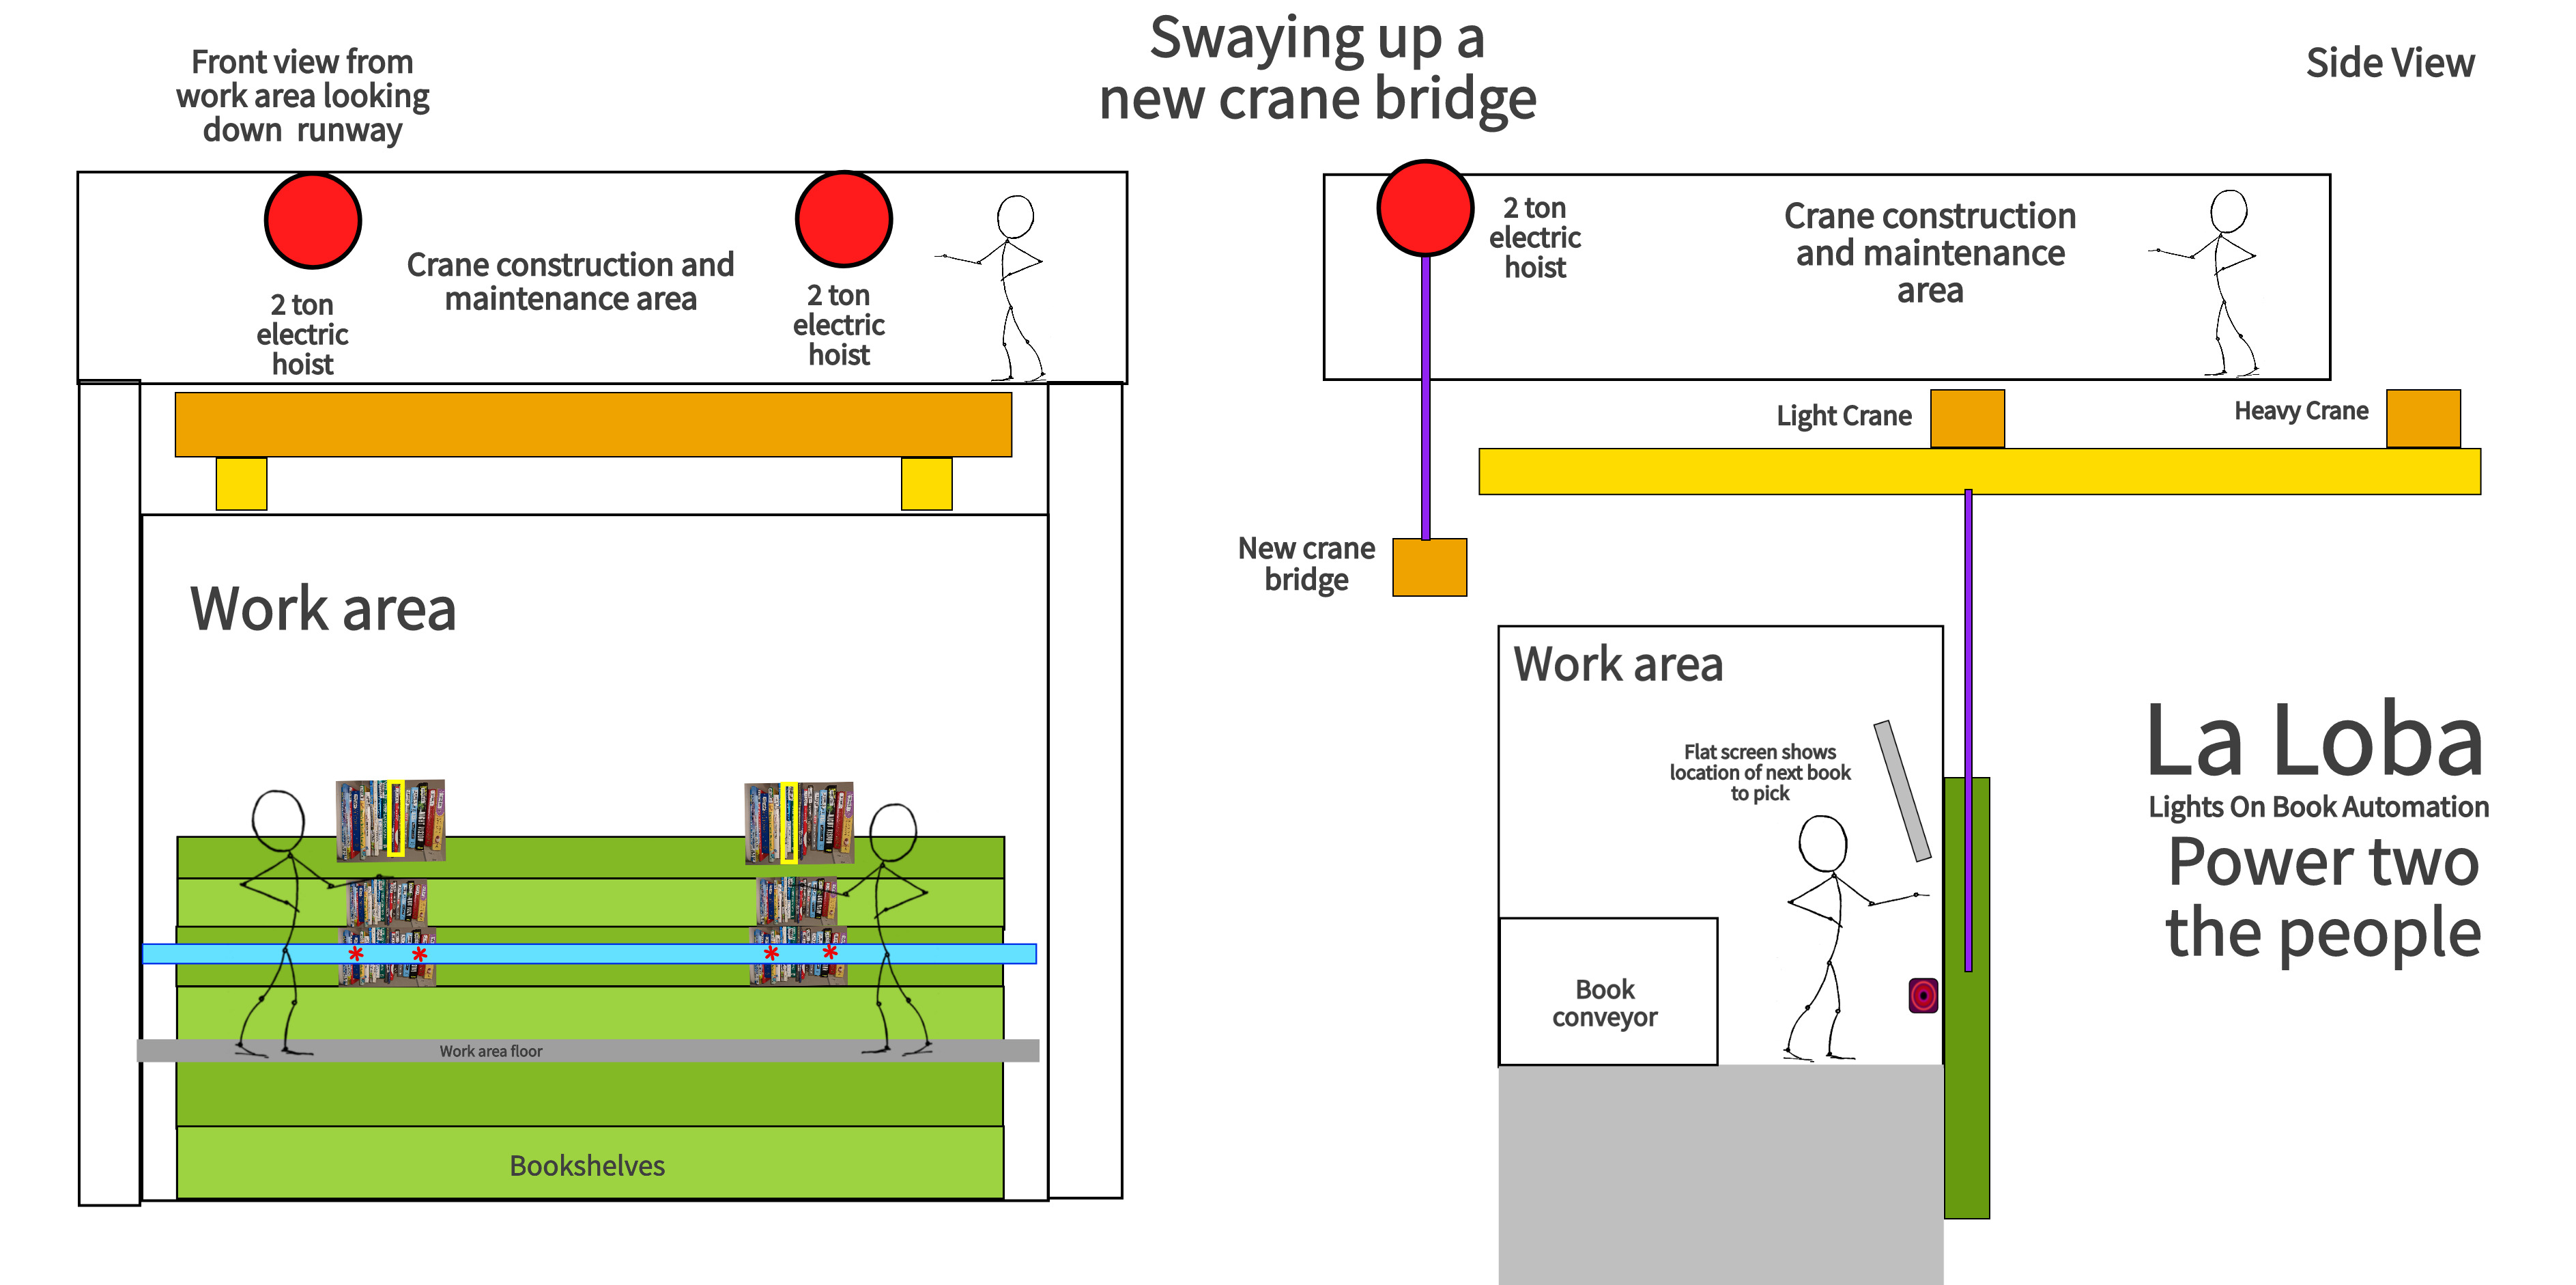 Swaying up a
new crane bridge
Front view from
work area looking
down runway
Side View
2 ton
electric
hoist
Crane construction and
maintenance area
2 ton
electric
hoist
2 ton
electric
hoist
Crane construction
and maintenance
area
Light Crane
Heavy Crane
New crane
bridge
Work area
Work area floor
Bookshelves
Work area
Flat screen shows
location of next book
to pick
Book
conveyor
La Loba
Lights On Book Automation
Power two
the people